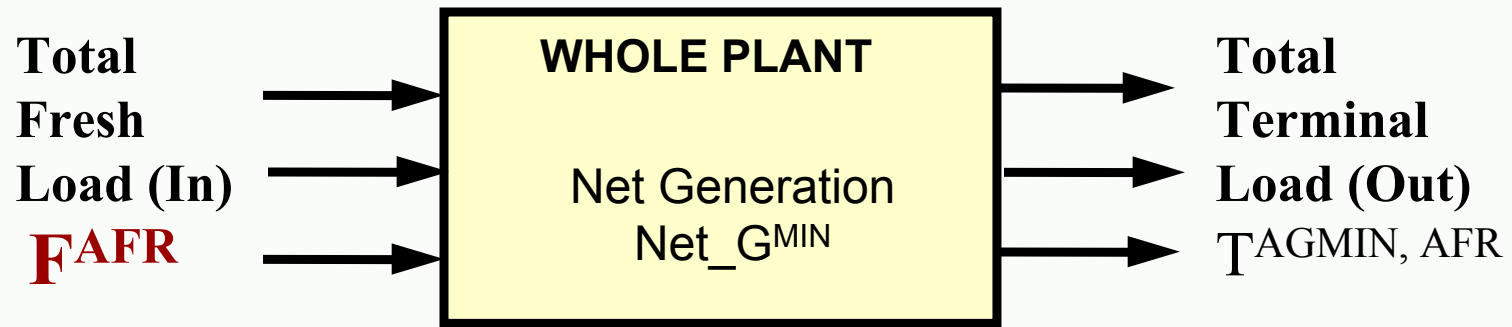 Total
Fresh
Load (In)
F^AFR
WHOLE PLANT
Net Generation
Net_G^MIN
Total
Terminal
Load (Out)
T^AGMIN, AFR